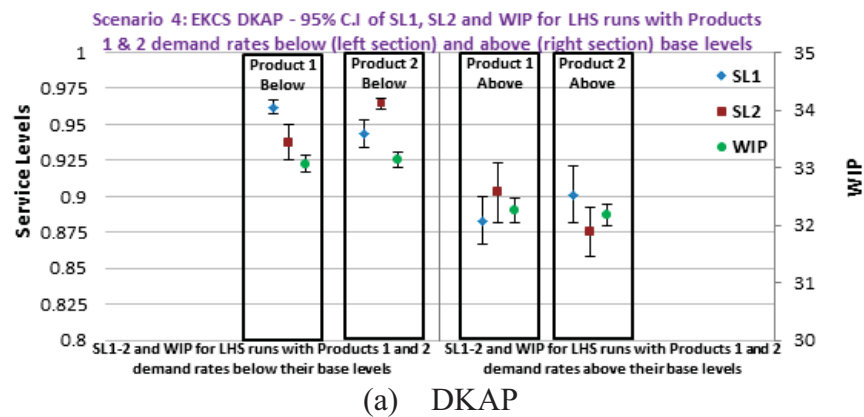 Scenario 4: EKCS DKAP - 95% C.I of SL1, SL2 and WIP for LHS runs with Products
1 & 2 demand rates below (left section) and above (right section) base levels
Service Levels
1
0.975
0.95
0.925
0.9
0.875
0.85
0.825
0.8
Product 1
Below
Product 2
Below
Product 1
Above
Product 2
Above
SL1
SL2
WIP
35
34
33
32
31
30
WIP
SL1-2 and WIP for LHS runs with Products 1 and 2
demand rates below their base levels
SL1-2 and WIP for LHS runs with Products 1 and 2
demand rates above their base levels
(a) DKAP